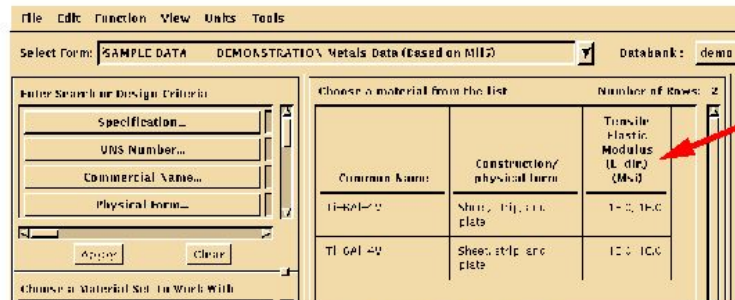 File Edit Function View Units Tools
Select Form: SAMPLE DATA DEMONSTRATION Metals Data (Based on Mil5) Databank: demo
Enter Search or Design Criteria
Specification...
UNS Number...
Commercial Name...
Physical Form...
Apply Clear
Choose a Material Set To Work With
Choose a material from the list Number of Rows: 2
Common Name
Construction/
physical form
Tensile
Elastic
Modulus
(L dir.)
(Msi)
Ti-6Al-4V Sheet, strip, and
plate
Ti-6Al-4V Sheet, strip, and
plate